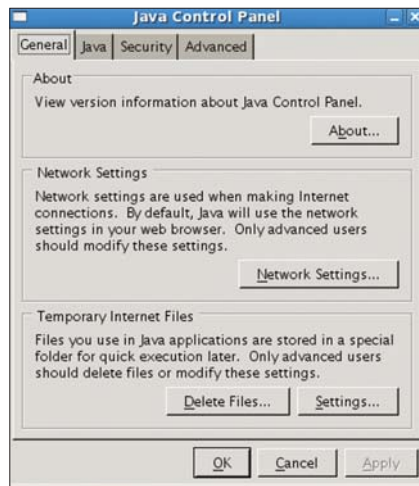 Java Control Panel
General Java Security Advanced
About
View version information about Java Control Panel.
About...
Network Settings
Network settings are used when making Internet
connections. By default, Java will use the network
settings in your web browser. Only advanced users
should modify these settings.
Network Settings...
Temporary Internet Files
Files you use in Java applications are stored in a special
folder for quick execution later. Only advanced users
should delete files or modify these settings.
Delete Files... Settings...
OK Cancel Apply